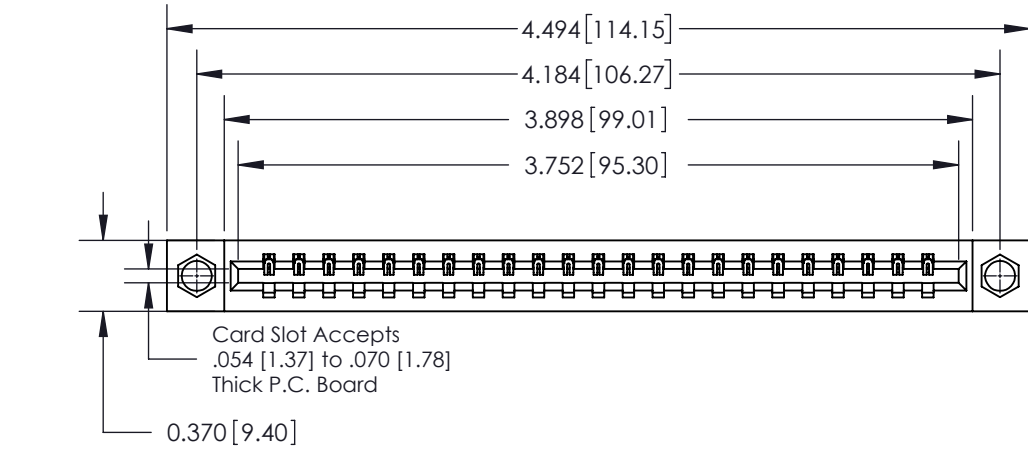 4.494[114.15]
4.184[106.27]
3.898[99.01]
3.752[95.30]
Card Slot Accepts
.054 [1.37] to .070 [1.78]
Thick P.C. Board
0.370[9.40]